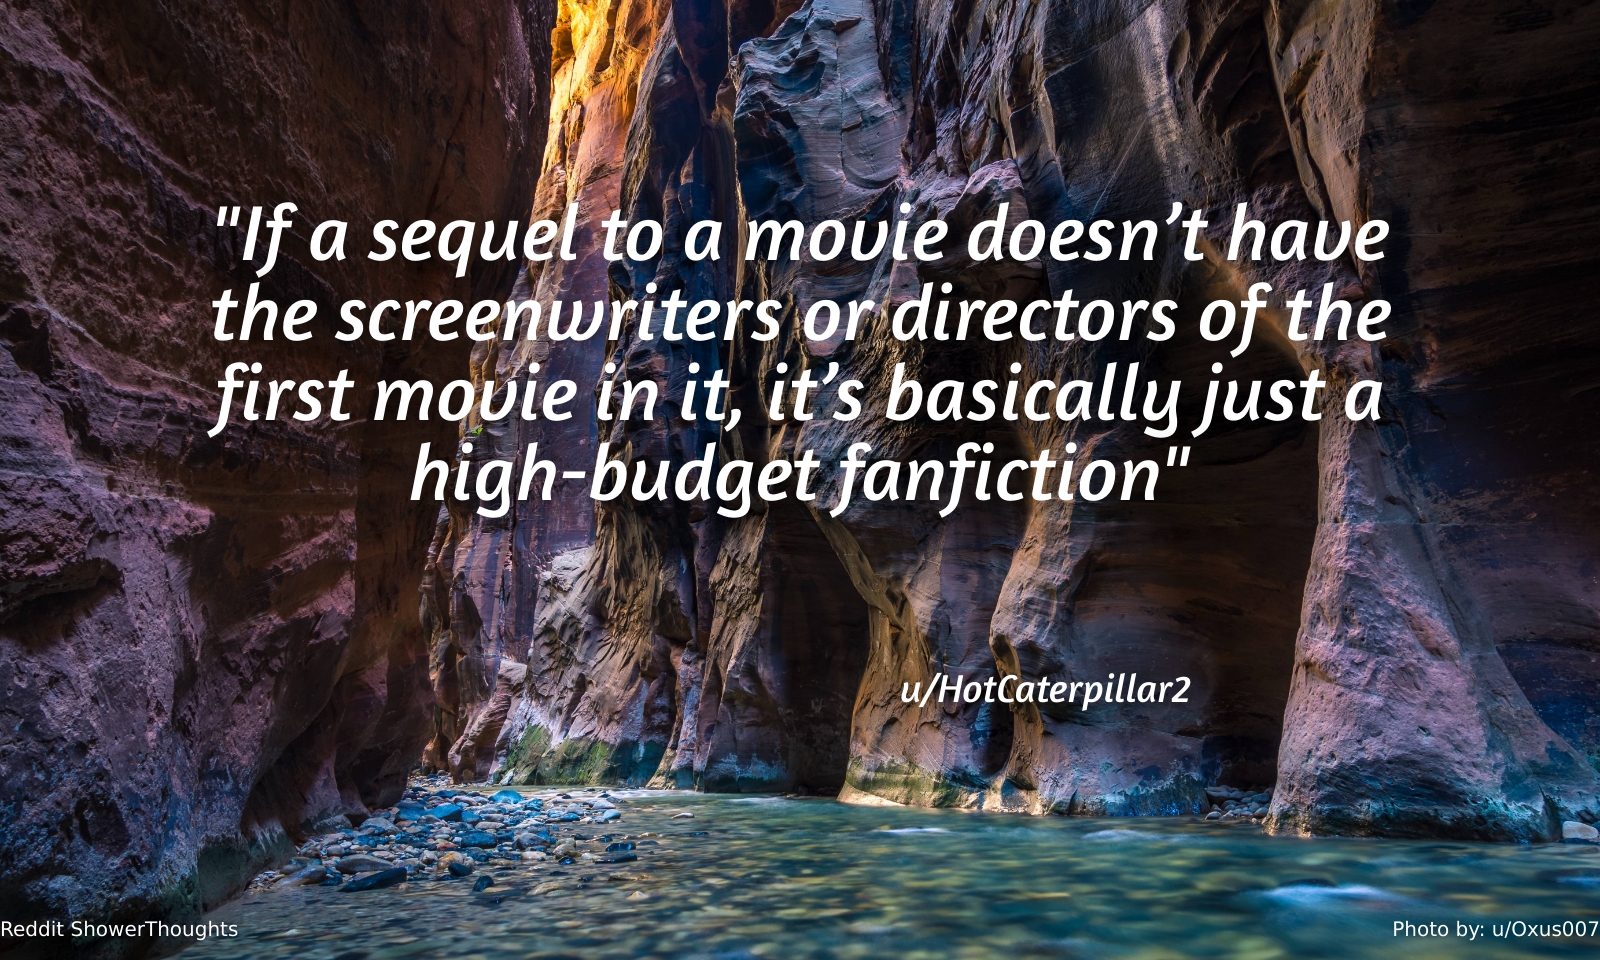 "If a sequel to a movie doesn’t have
the screenwriters or directors of the
first movie in it, it’s basically just a
high-budget fanfiction"
u/HotCaterpillar2
Reddit ShowerThoughts
Photo by: u/Oxus007